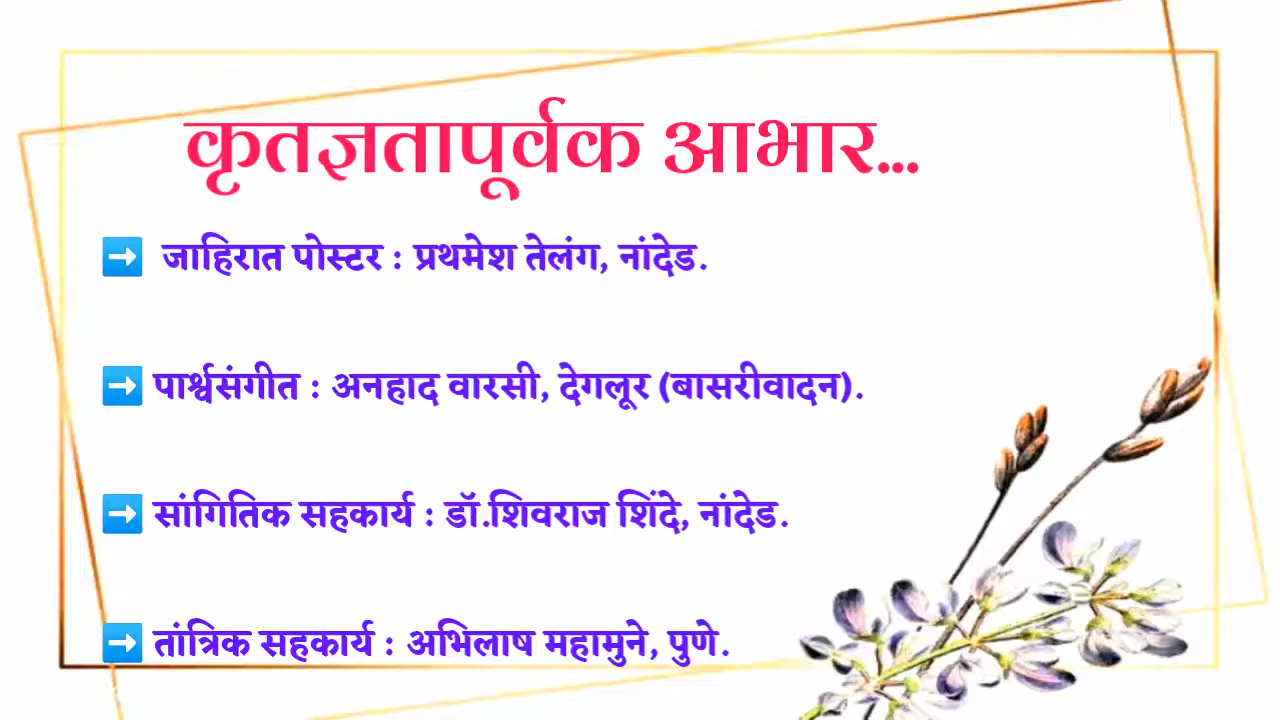 कृतज्ञतापूर्वक आभार...
➡️ जाहिरात पोस्टर : प्रथमेश तेलंग, नांदेड.
➡️ पार्श्वसंगीत : अनहाद वारसी, देगलूर (बासरीवादन).
➡️ सांगितिक सहकार्य : डॉ.शिवराज शिंदे, नांदेड.
➡️ तांत्रिक सहकार्य : अभिलाष महामुने, पुणे.